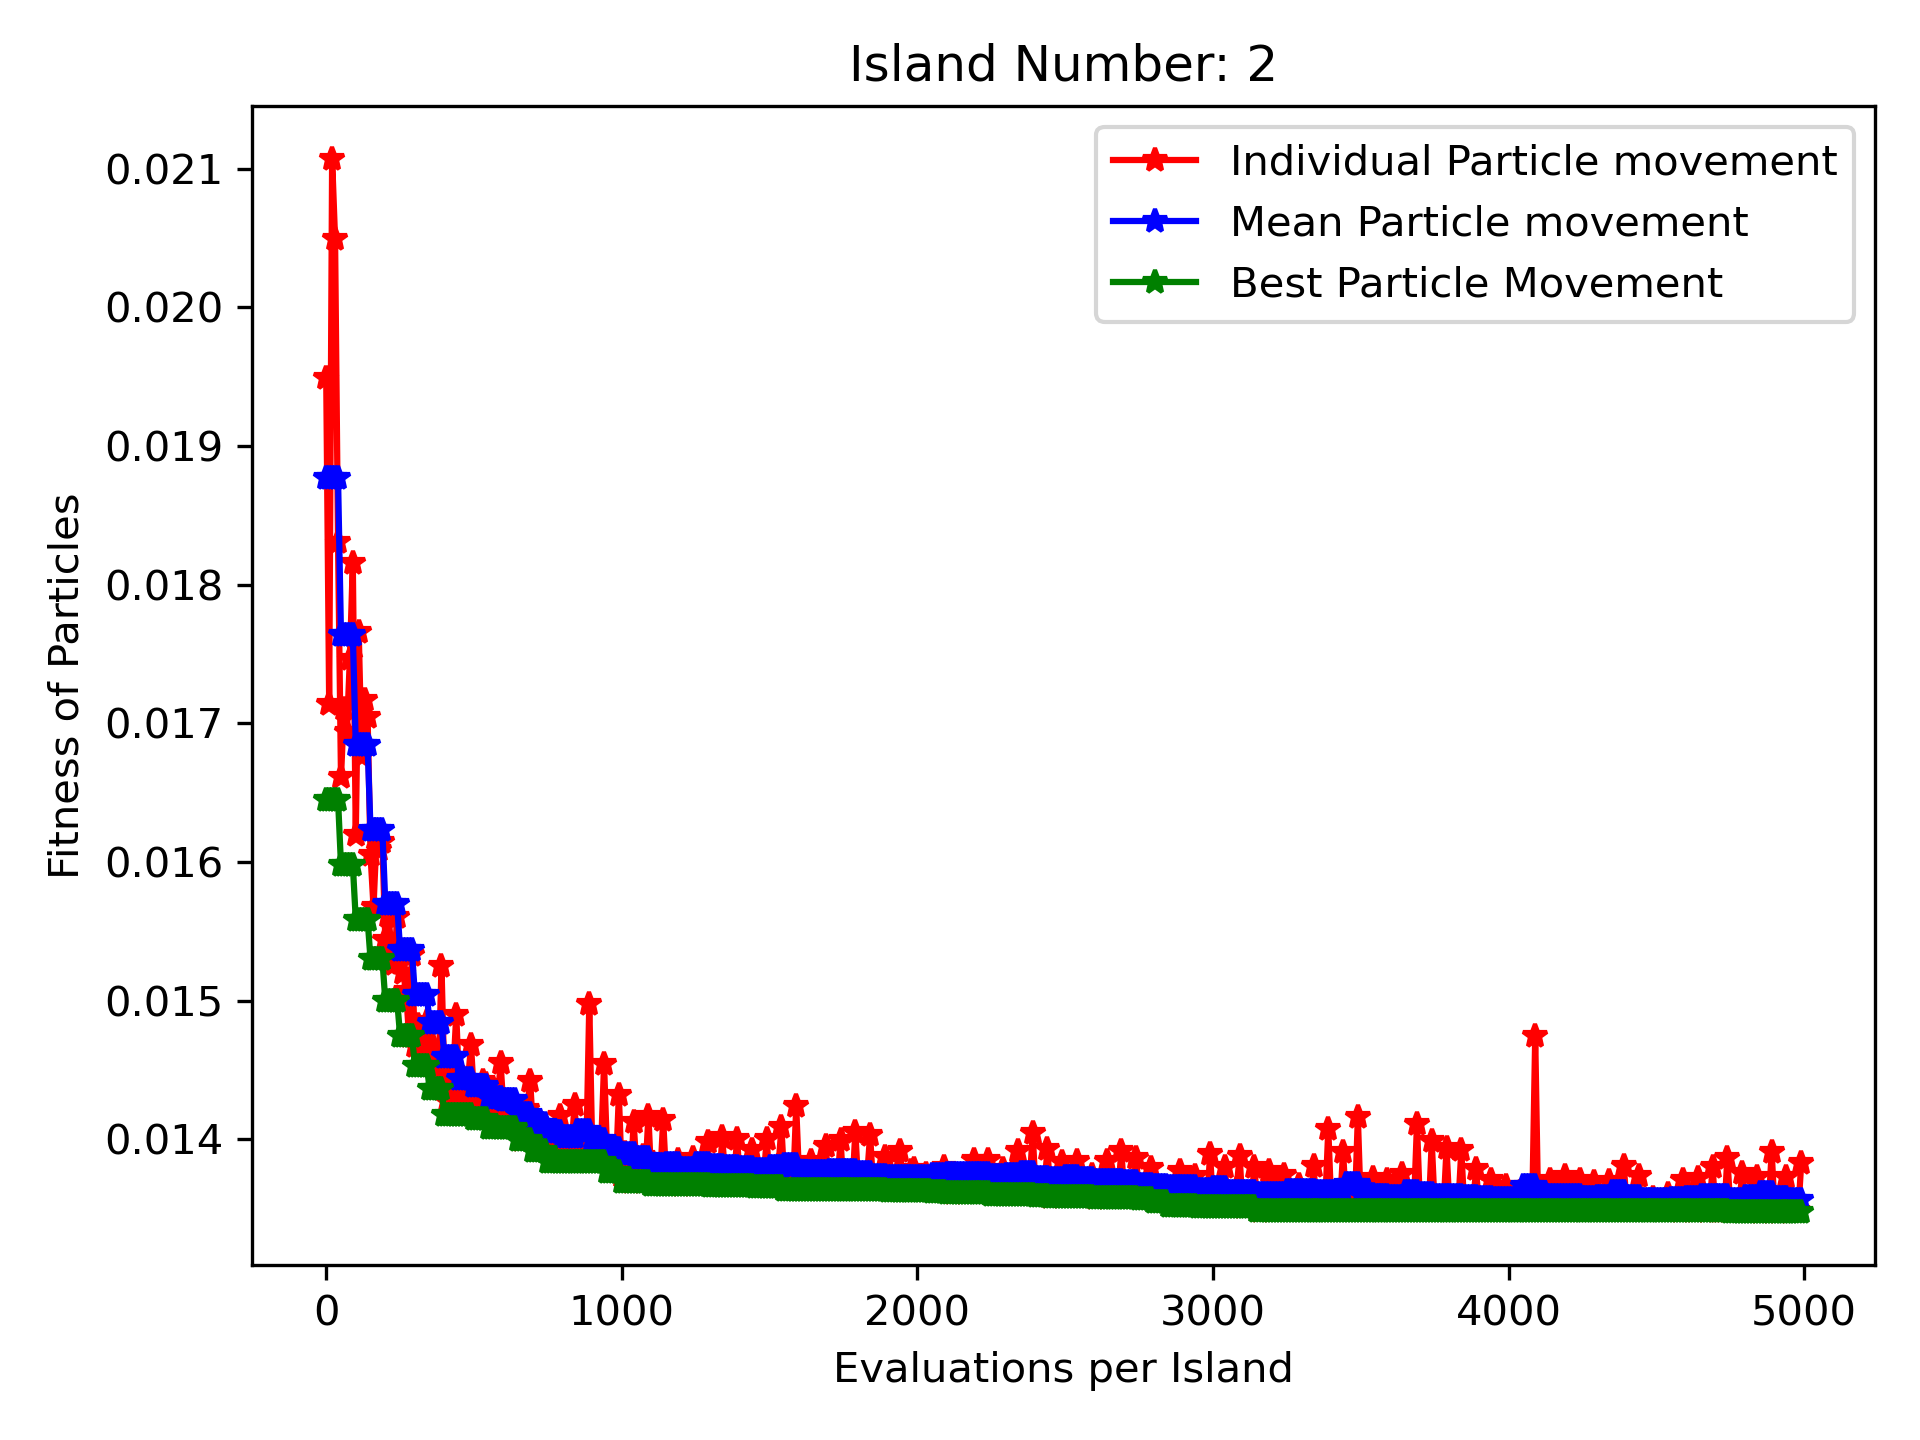 Island Number: 2
Individual Particle movement
Mean Particle movement
Best Particle Movement
0.021
0.020
0.019
0.018
0.017
0.016
0.015
0.014
Fitness of Particles
0 1000 2000 3000 4000 5000
Evaluations per Island